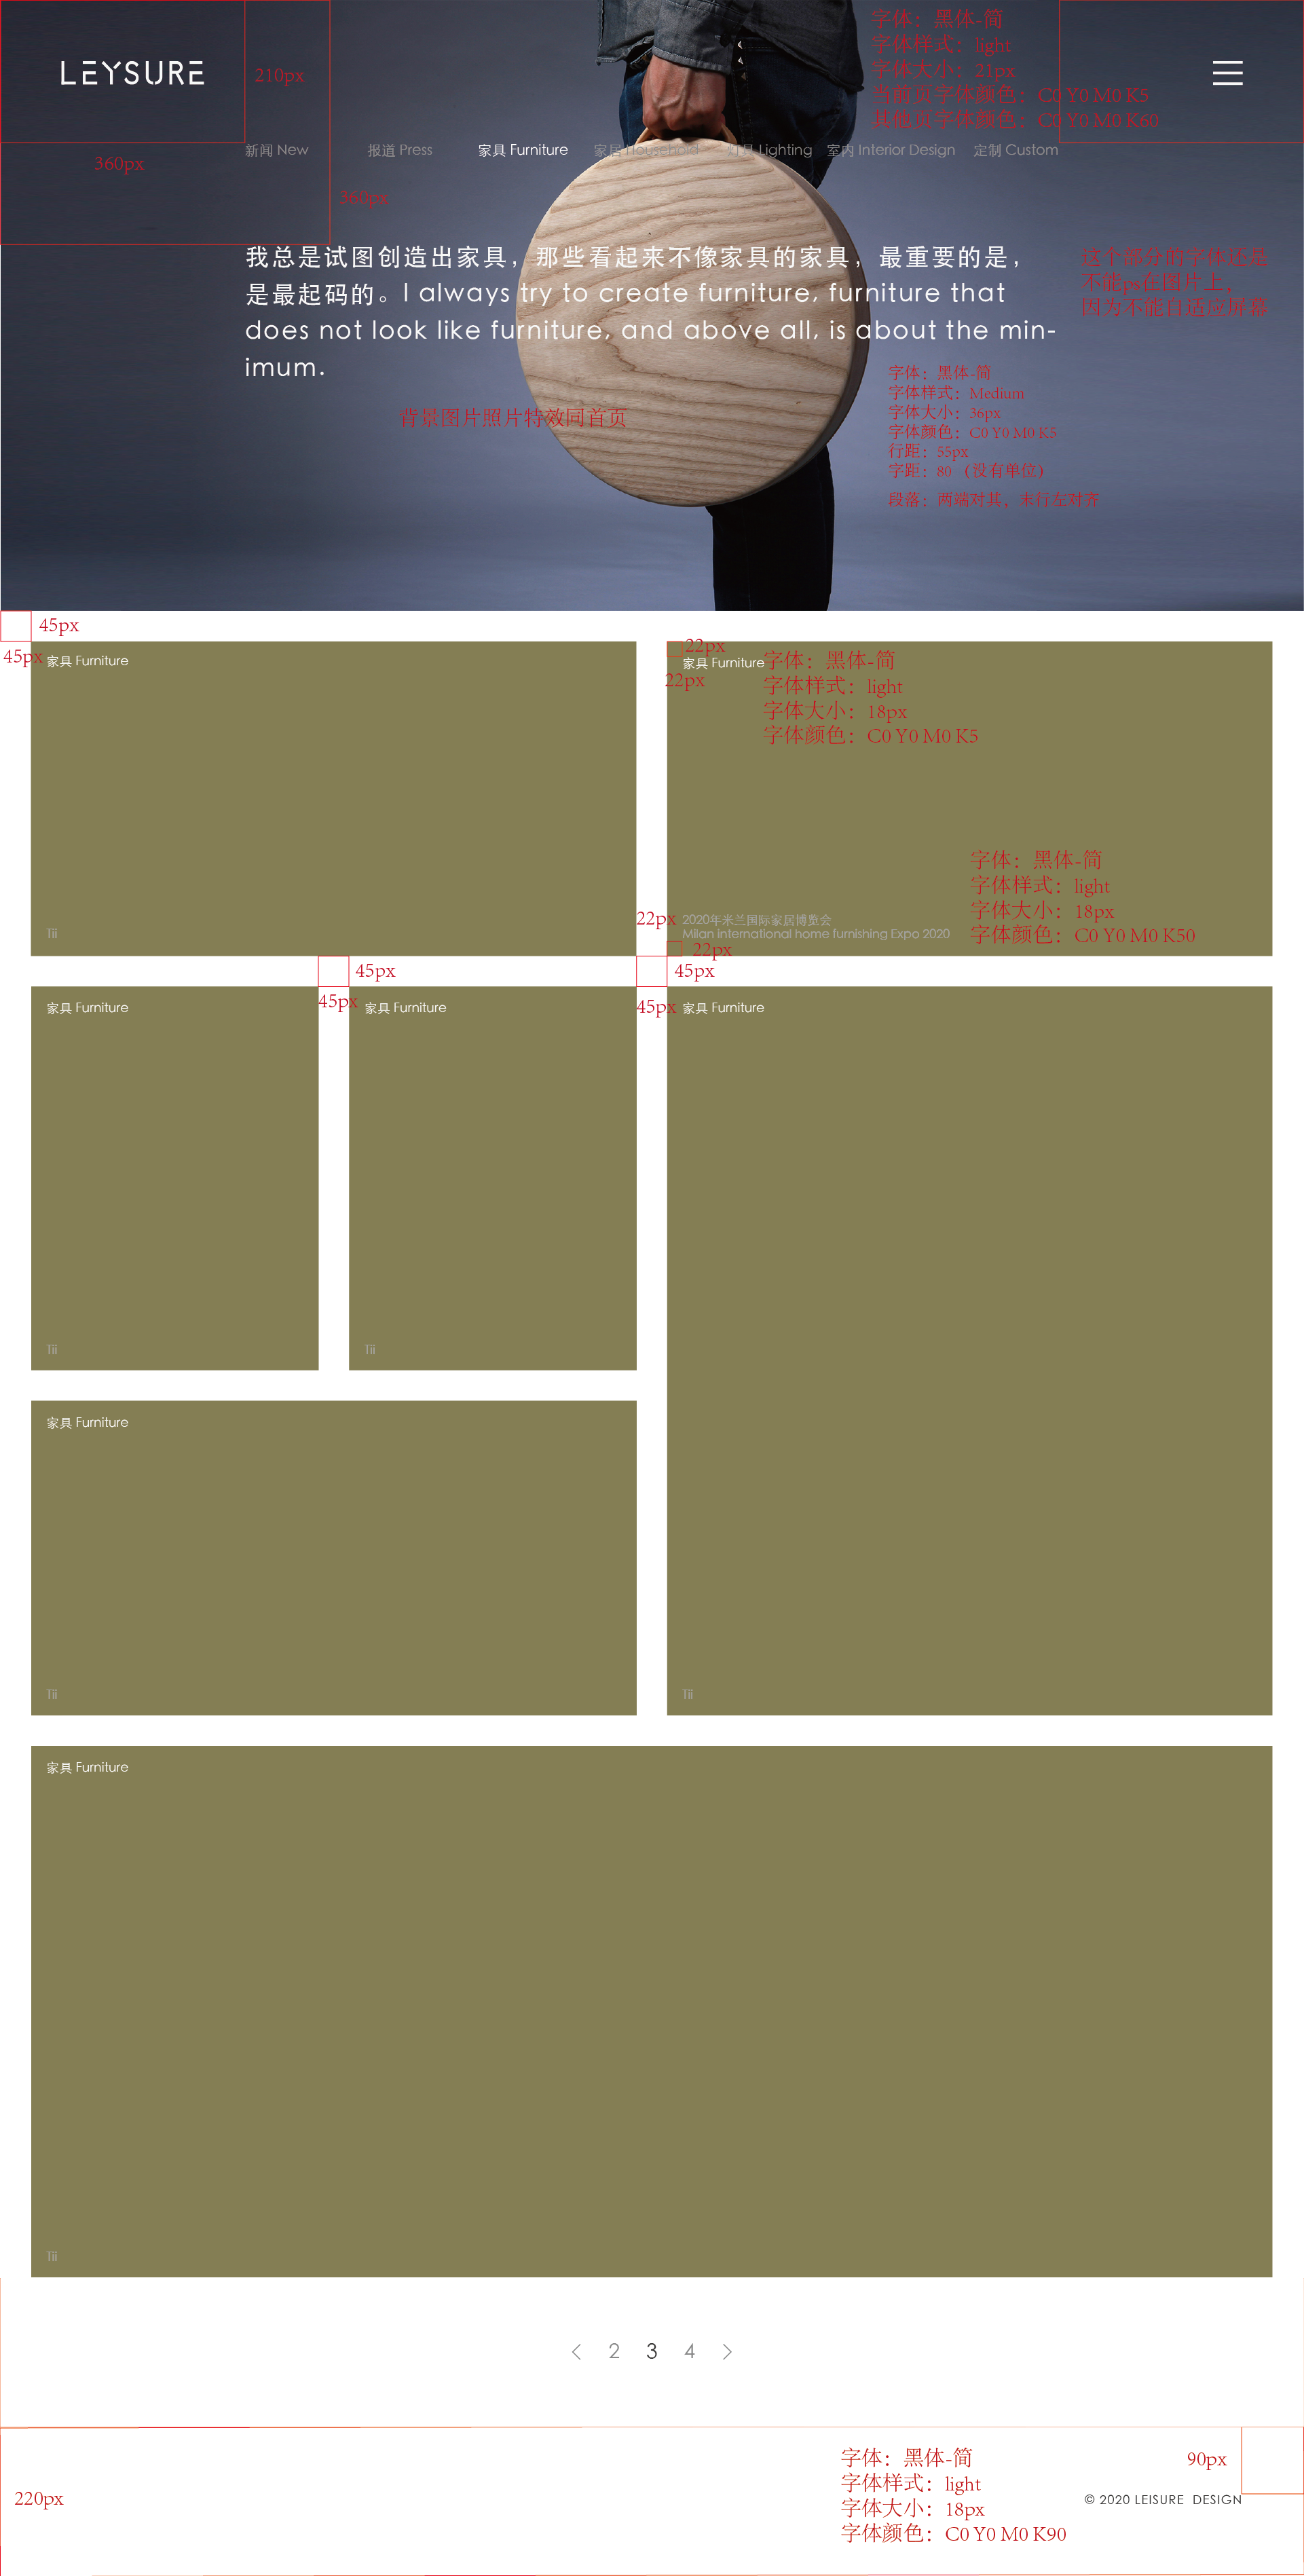 字体：黑体-简
字体样式：light
字体大小：21px
当前页字体颜色：C0 Y0 M0 K5
其他页字体颜色：C0 Y0 M0 K60
LEYSURE
210px
360px
新闻 New
报道 Press
家具 Furniture
家居 Household
灯具 Lighting
室内 Interior Design
定制 Custom
360px
我总是试图创造出家具，那些看起来不像家具的家具，最重要的是，
是最起码的。I always try to create furniture, furniture that
does not look like furniture, and above all, is about the min-
imum.
这个部分的字体还是
不能ps在图片上，
因为不能自适应屏幕
背景图片照片特效同首页
字体：黑体-简
字体样式：Medium
字体大小：36px
字体颜色：C0 Y0 M0 K5
行距：55px
字距：80 （没有单位）
段落：两端对其，末行左对齐
45px
45px
家具 Furniture
22px
家具 Furniture
22px
字体：黑体-简
字体样式：light
字体大小：18px
字体颜色：C0 Y0 M0 K5
字体：黑体-简
字体样式：light
字体大小：18px
字体颜色：C0 Y0 M0 K50
Tii
22px
2020年米兰国际家居博览会
Milan international home furnishing Expo 2020
22px
45px
45px
45px
45px
家具 Furniture
家具 Furniture
家具 Furniture
Tii
Tii
家具 Furniture
Tii
Tii
家具 Furniture
Tii
2
3
4
字体：黑体-简
字体样式：light
字体大小：18px
字体颜色：C0 Y0 M0 K90
90px
220px
© 2020 LEISURE DESIGN